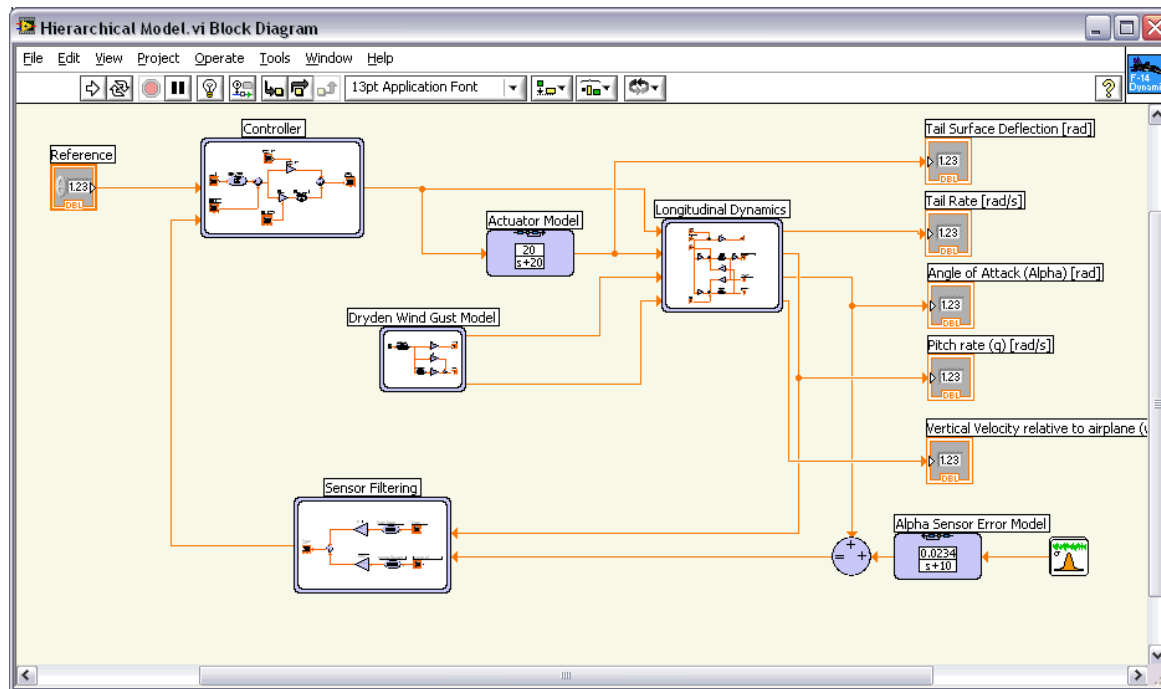 Hierarchical Model.vi Block Diagram
File Edit View Project Operate Tools Window Help
13pt Application Font
F-14
Dynami
Controller
Reference
1.23
DBL
Tail Surface Deflection [rad]
1.23
DBL
Actuator Model
20
s+20
Longitudinal Dynamics
Tail Rate [rad/s]
1.23
DBL
Angle of Attack (Alpha) [rad]
1.23
DBL
Dryden Wind Gust Model
Pitch rate (q) [rad/s]
1.23
DBL
Vertical Velocity relative to airplane (
1.23
DBL
Sensor Filtering
Alpha Sensor Error Model
0.0234
s+10
+
= +
σ